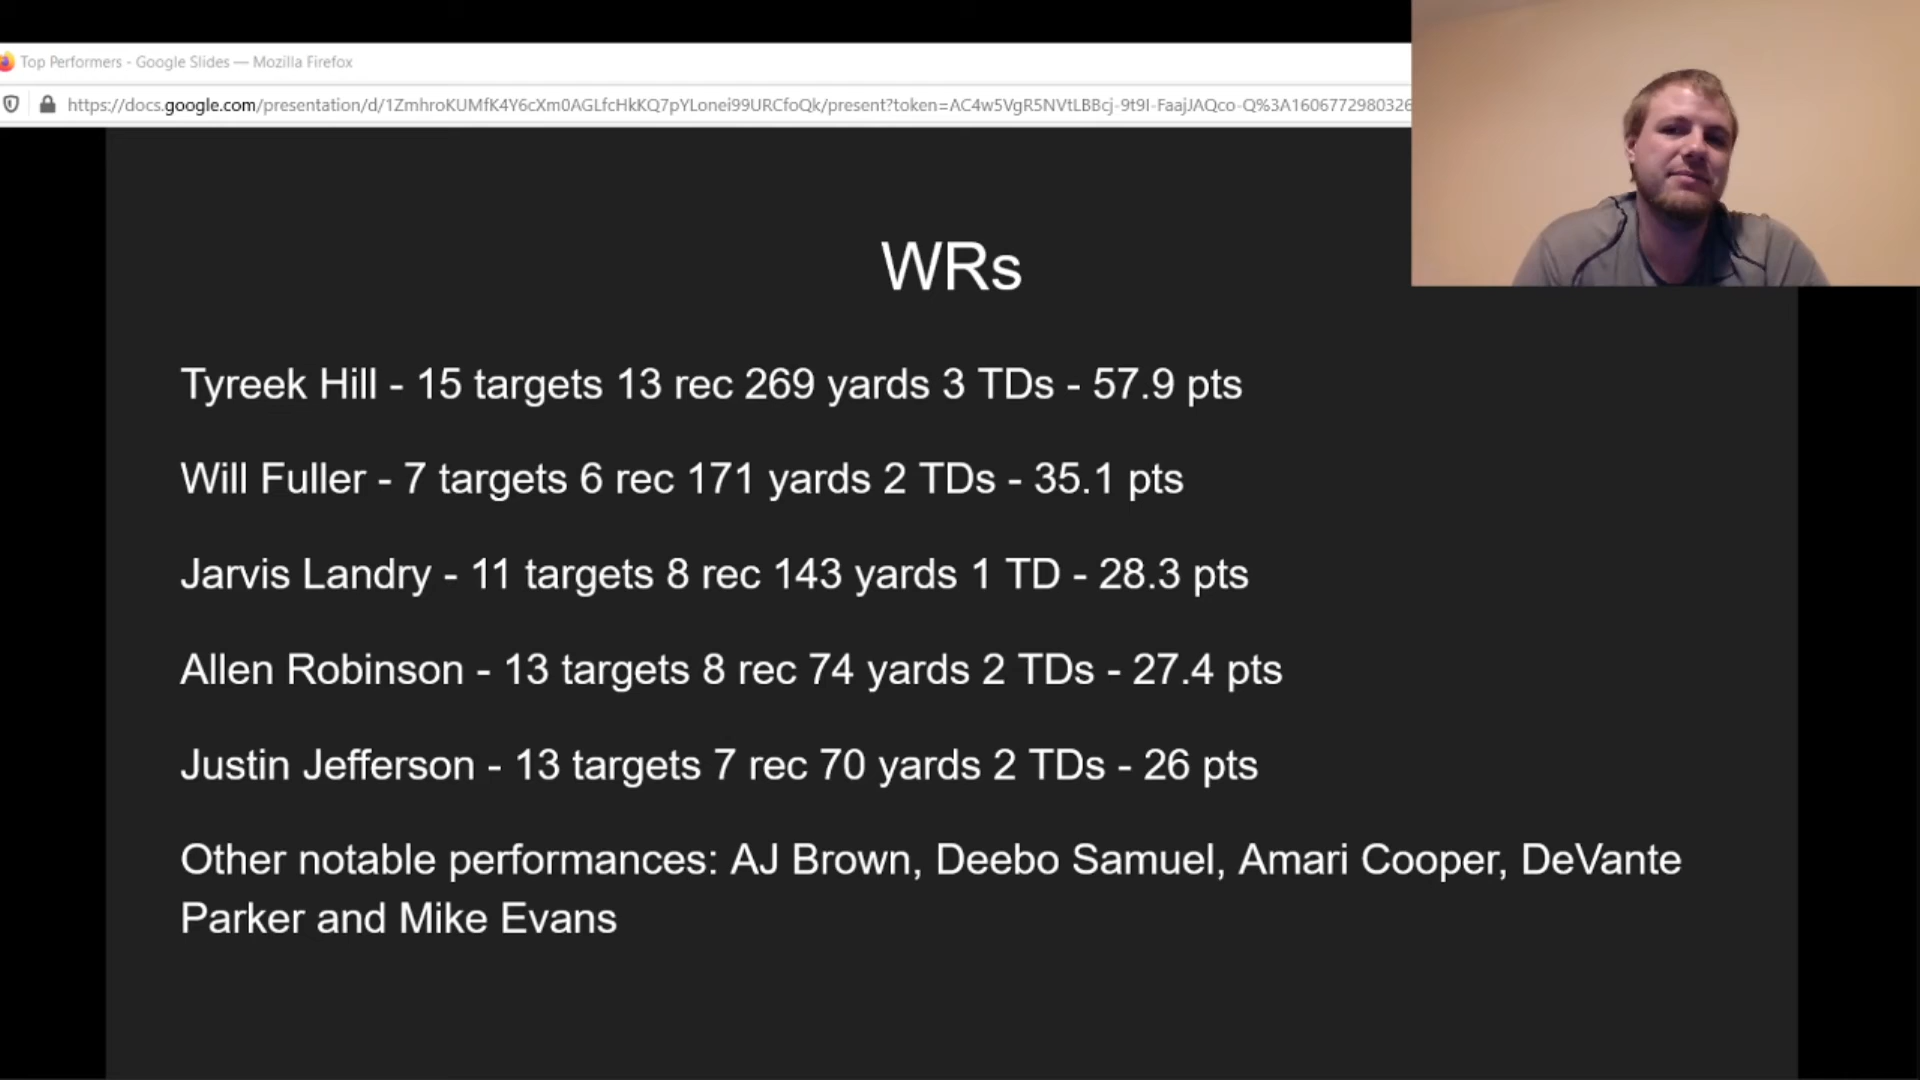 Top Performers - Google Slides — Mozilla Firefox
https://docs.google.com/presentation/d/1ZmhroKUMfK4Y6cXm0AGLfcHkKQ7pYLonei99URCfoQk/present?token=AC4w5VgR5NVtLBBcj-9t9I-FaajJAQco-Q%3A1606772980326
WRs
Tyreek Hill - 15 targets 13 rec 269 yards 3 TDs - 57.9 pts
Will Fuller - 7 targets 6 rec 171 yards 2 TDs - 35.1 pts
Jarvis Landry - 11 targets 8 rec 143 yards 1 TD - 28.3 pts
Allen Robinson - 13 targets 8 rec 74 yards 2 TDs - 27.4 pts
Justin Jefferson - 13 targets 7 rec 70 yards 2 TDs - 26 pts
Other notable performances: AJ Brown, Deebo Samuel, Amari Cooper, DeVante
Parker and Mike Evans